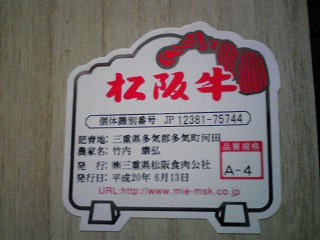 松阪牛
個体識別番号 JP 12381-75744
肥育地: 三重県多気郡多気町河田
農家名: 竹内 康弘
発 行: ㈱三重県松阪食肉公社
発行日: 平成20年 6月13日
品質規格
A-4
URL:http://www.mie-msk.co.jp